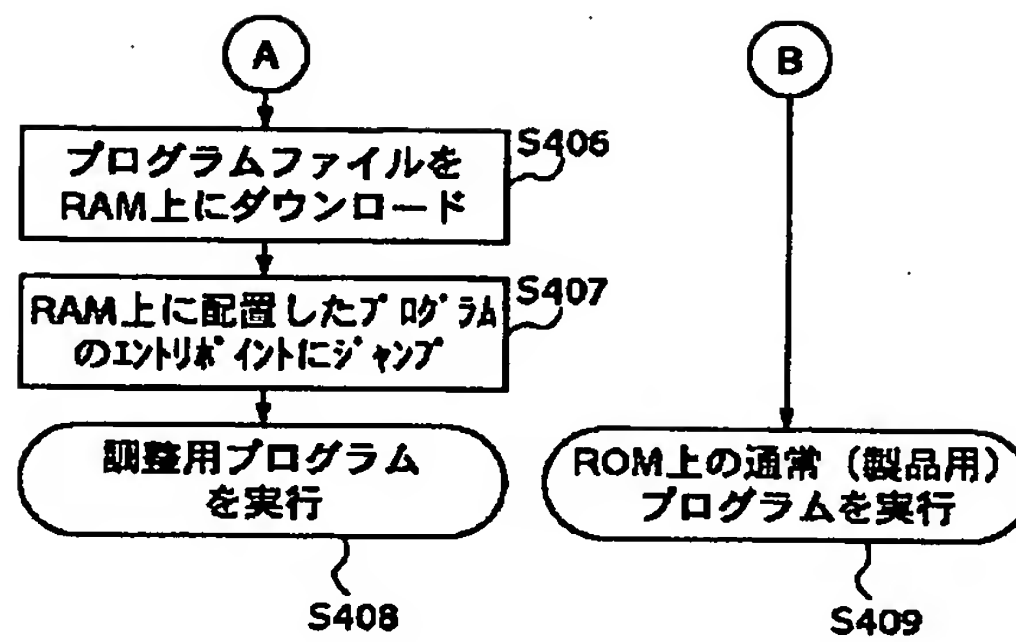 A
S406
プログラムファイルを
RAM上にダウンロード
S407
RAM上に配置したﾌﾟﾛｸﾞﾗﾑ
のｴﾝﾄﾘﾎﾟｲﾝﾄにｼﾞｬﾝﾌﾟ
調整用プログラム
を実行
S408
B
ROM上の通常（製品用）
プログラムを実行
S409